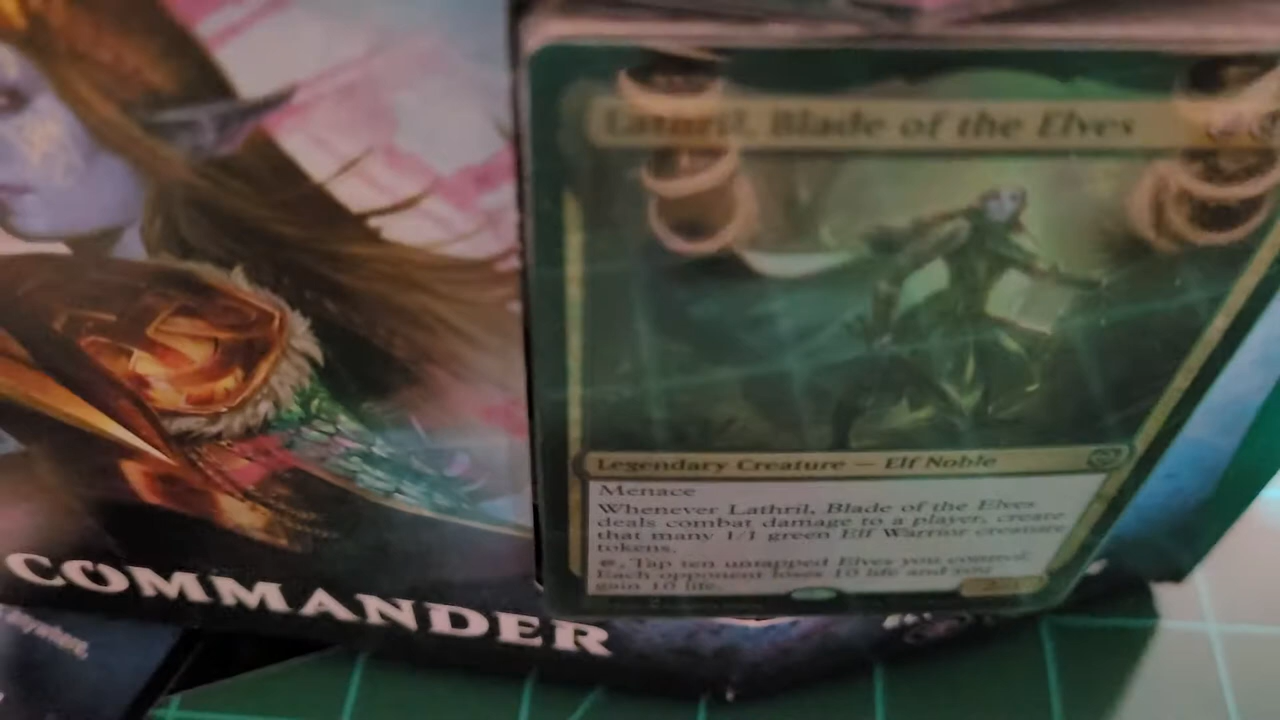 Lathril, Blade of the Elves
Legendary Creature — Elf Noble
Menace
Whenever Lathril, Blade of the Elves
deals combat damage to a player, create
that many 1/1 green Elf Warrior creature
tokens.
, Tap ten untapped Elves you control:
Each opponent loses 10 life and you
gain 10 life.
COMMANDER